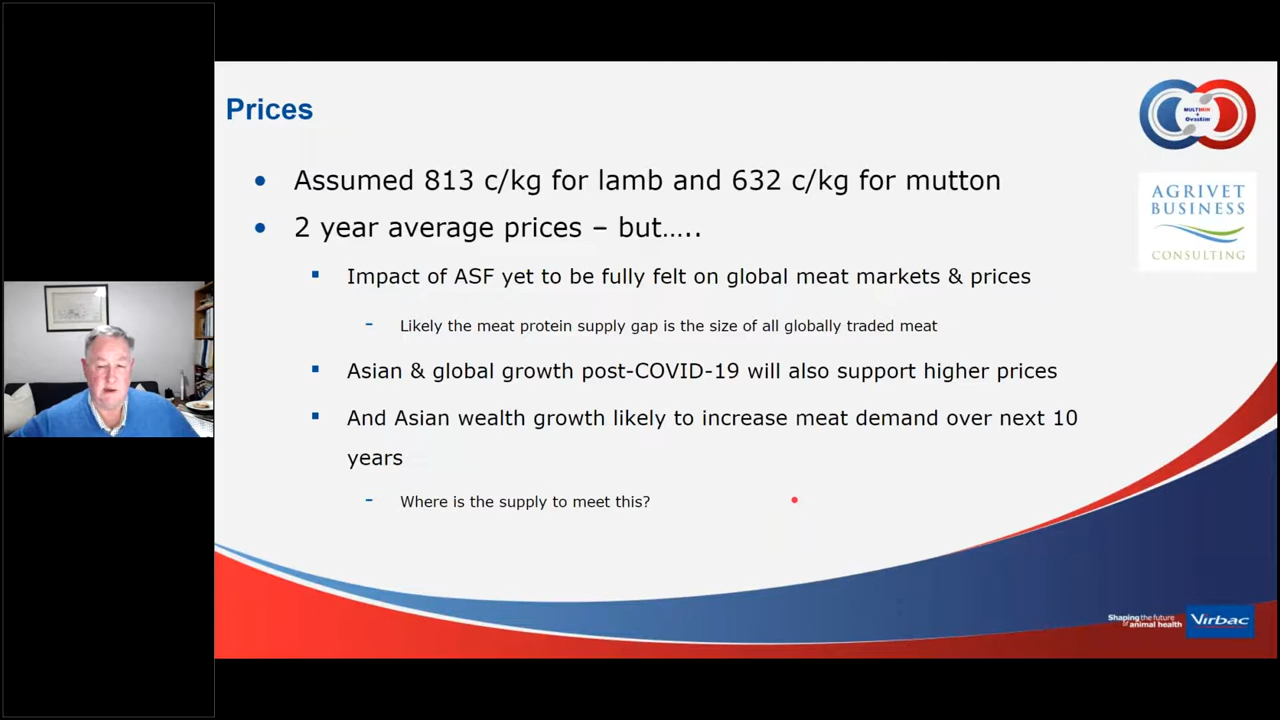 Prices
MULTIMIN
+
Ovastim
Assumed 813 c/kg for lamb and 632 c/kg for mutton
AGRIVET
BUSINESS
CONSULTING
2 year average prices – but…..
Impact of ASF yet to be fully felt on global meat markets & prices
- Likely the meat protein supply gap is the size of all globally traded meat
Asian & global growth post-COVID-19 will also support higher prices
And Asian wealth growth likely to increase meat demand over next 10
years
- Where is the supply to meet this?
Shaping the future
of animal health
Virbac